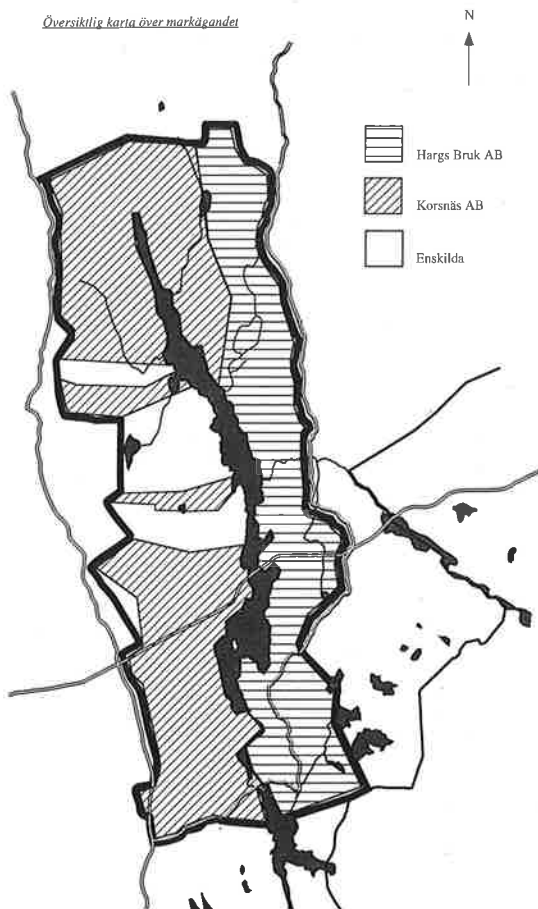 Översiktlig karta över markägandet
N
Hargs Bruk AB
Korsnäs AB
Enskilda